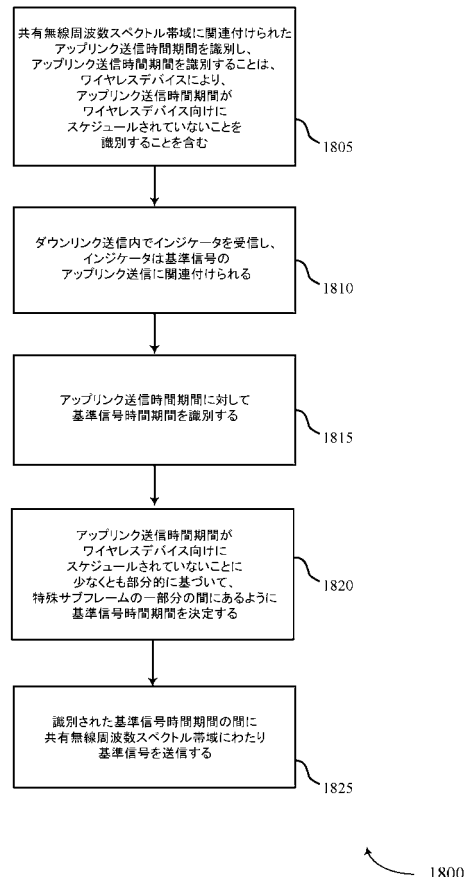 共有無線周波数スペクトル帯域に関連付けられた
アップリンク送信時間期間を識別し、
アップリンク送信時間期間を識別することは、
ワイヤレスデバイスにより、
アップリンク送信時間期間が
ワイヤレスデバイス向けに
スケジュールされていないことを
識別することを含む
1805
ダウンリンク送信内でインジケータを受信し、
インジケータは基準信号の
アップリンク送信に関連付けられる
1810
アップリンク送信時間期間に対して
基準信号時間期間を識別する
1815
アップリンク送信時間期間が
ワイヤレスデバイス向けに
スケジュールされていないことに
少なくとも部分的に基づいて、
特殊サブフレームの一部分の間にあるように
基準信号時間期間を決定する
1820
識別された基準信号時間期間の間に
共有無線周波数スペクトル帯域にわたり
基準信号を送信する
1825
1800